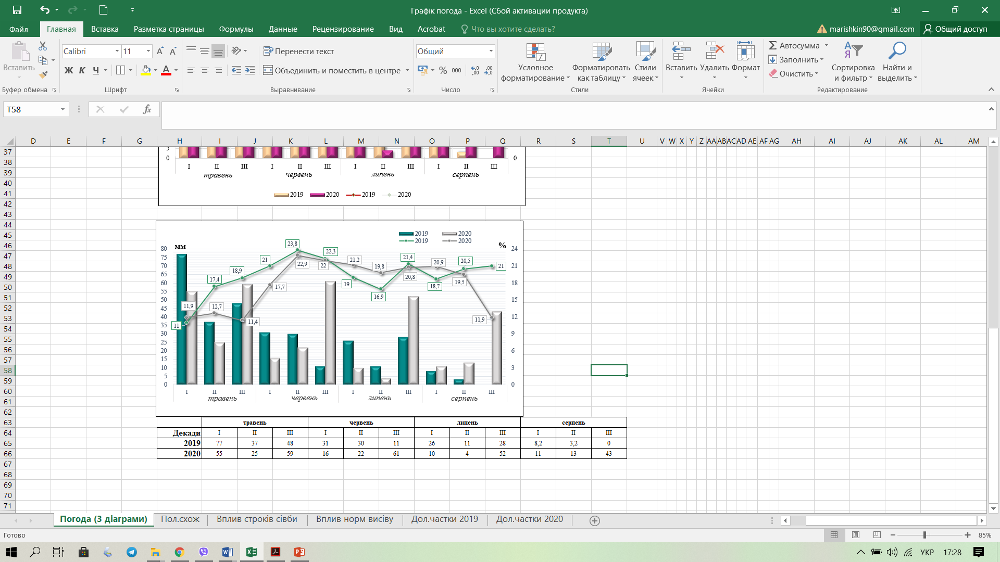 Графік погода - Excel (Сбой активации продукта)
Файл Главная Вставка Разметка страницы Формулы Данные Рецензирование Вид Acrobat Что вы хотите сделать? marishkin90@gmail.com Общий доступ
Вставить
Calibri 11
Ж К Ч
Перенести текст
Объединить и поместить в центре
Общий
% 000
Условное форматирование
Форматировать как таблицу
Стили ячеек
Вставить Удалить Формат
Автосумма
Заполнить
Очистить
Сортировка и фильтр
Найти и выделить
Буфер обмена Шрифт Выравнивание Число Стили Ячейки Редактирование
T58 fx
D E F G H I J K L M N O P Q R S T U V W X Y Z AA AB AC AD AE AF AG AH AI AJ AK AL AM
37 38 39 40 41 42 43 44 45 46 47 48 49 50 51 52 53 54 55 56 57 58 59 60 61 62 63 64 65 66 67 68 69 70 71
0 0
I II III I II III I II III I II III
травень червень липень серпень
2019 2020 2019 2020
2019 2020
2019 2020
мм %
80 75 70 65 60 55 50 45 40 35 30 25 20 15 10 5 0
24 21 18 15 12 9 6 3 0
11 17,4 18,9 21 23,8 22,3 19 16,9 21,4 18,7 20,5 21
11,9 12,7 11,4 17,7 22,9 22 21,2 19,8 20,8 20,9 19,5 11,9
I II III I II III I II III I II III
травень червень липень серпень
травень червень липень серпень
Декади I II III I II III I II III I II III
2019 77 37 48 31 30 11 26 11 28 8,2 3,2 0
2020 55 25 59 16 22 61 10 4 52 11 13 43
Погода (3 діаграми) Пол.схож Вплив строків сівби Вплив норм висіву Дол.частки 2019 Дол.частки 2020
Готово 85%
УКР 17:28